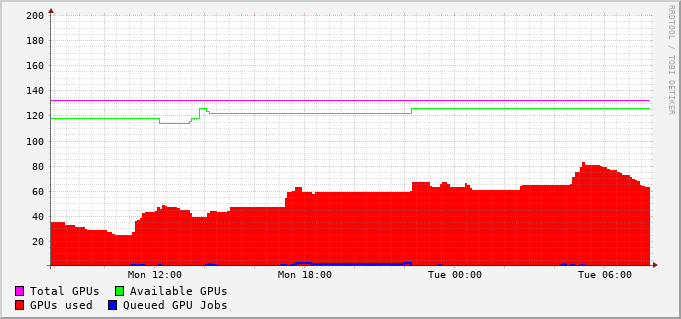 200
180
160
140
120
100
80
60
40
20
Mon 12:00 Mon 18:00 Tue 00:00 Tue 06:00
Total GPUs Available GPUs
GPUs used Queued GPU Jobs
RRDTOOL / TOBI OETIKER